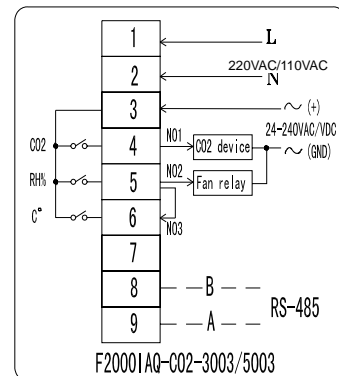 1 L
220VAC/110VAC
2 N
3 ~ (+)
24-240VAC/VDC
CO2 4 NO1 CO2 device ~ (GND)
RH% 5 NO2 Fan relay
C° 6 NO3
7
8 B
RS-485
9 A
F2000IAQ-CO2-3003/5003